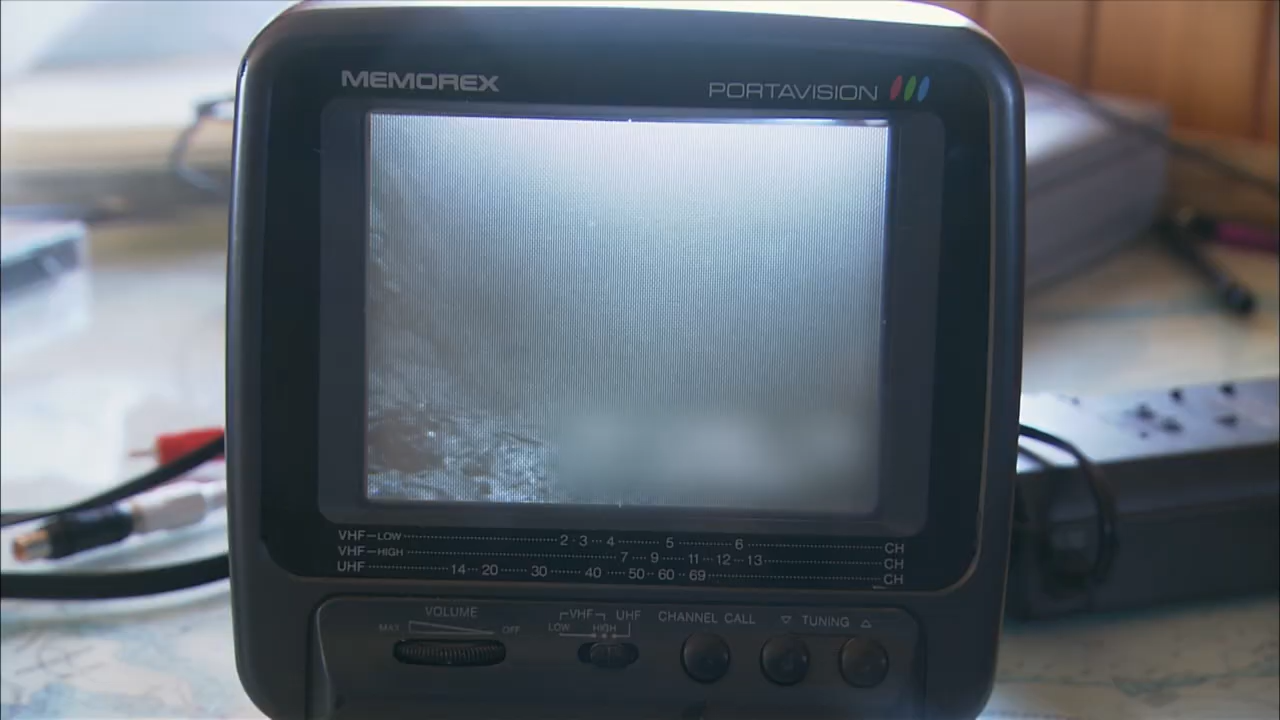 MEMOREX PORTAVISION
VHF-LOW 2 3 4 5 6 CH
VHF-HIGH 7 9 11 12 13 CH
UHF 14 20 30 40 50 60 69 CH
VOLUME
MAX OFF
VHF UHF
LOW HIGH
CHANNEL CALL
TUNING